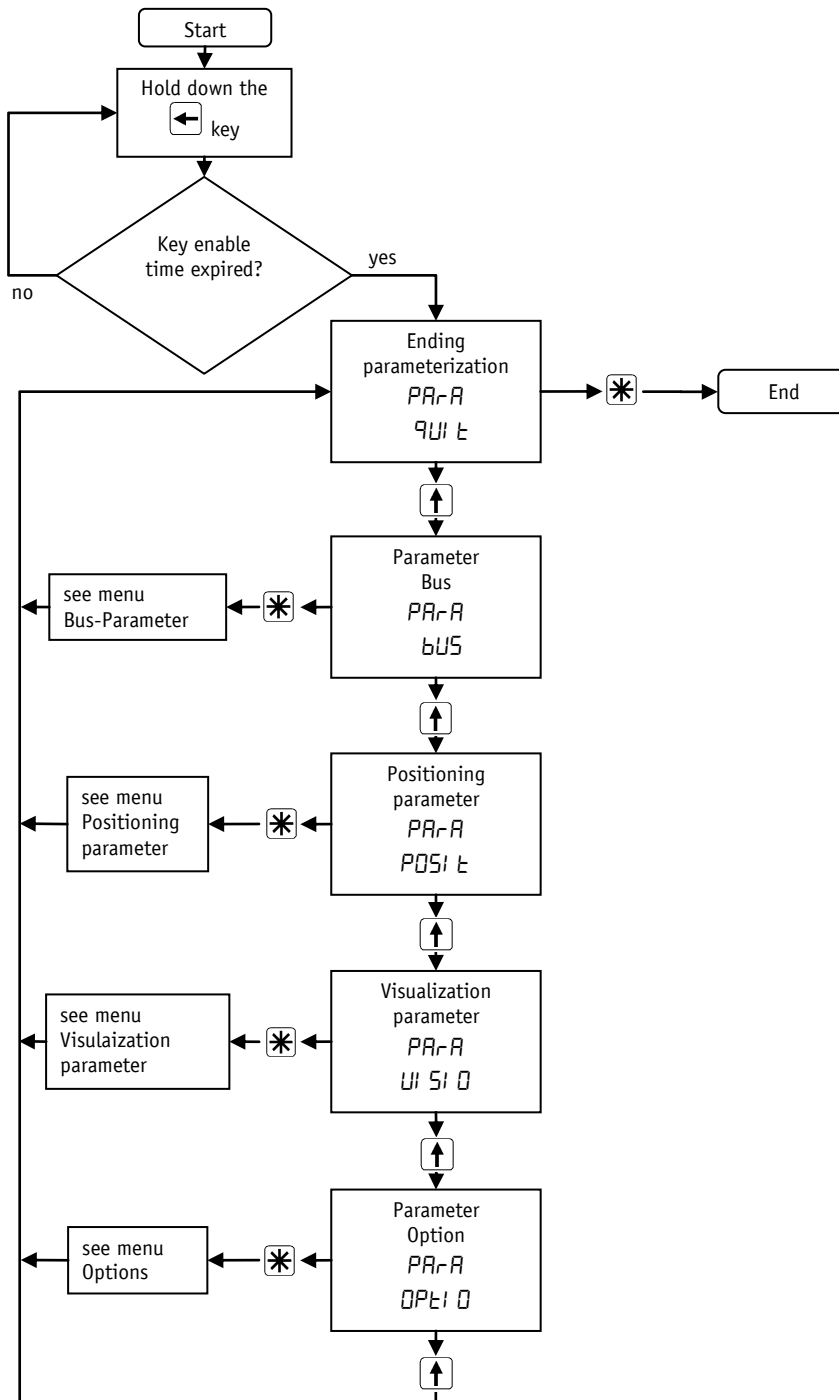 Start
Hold down the
key
Key enable
time expired?
no
yes
Ending
parameterization
PArA
qUIt
End
Parameter
Bus
PArA
bUS
see menu
Bus-Parameter
Positioning
parameter
PArA
POSIt
see menu
Positioning
parameter
Visualization
parameter
PArA
UISIO
see menu
Visulaization
parameter
Parameter
Option
PArA
OPtIO
see menu
Options